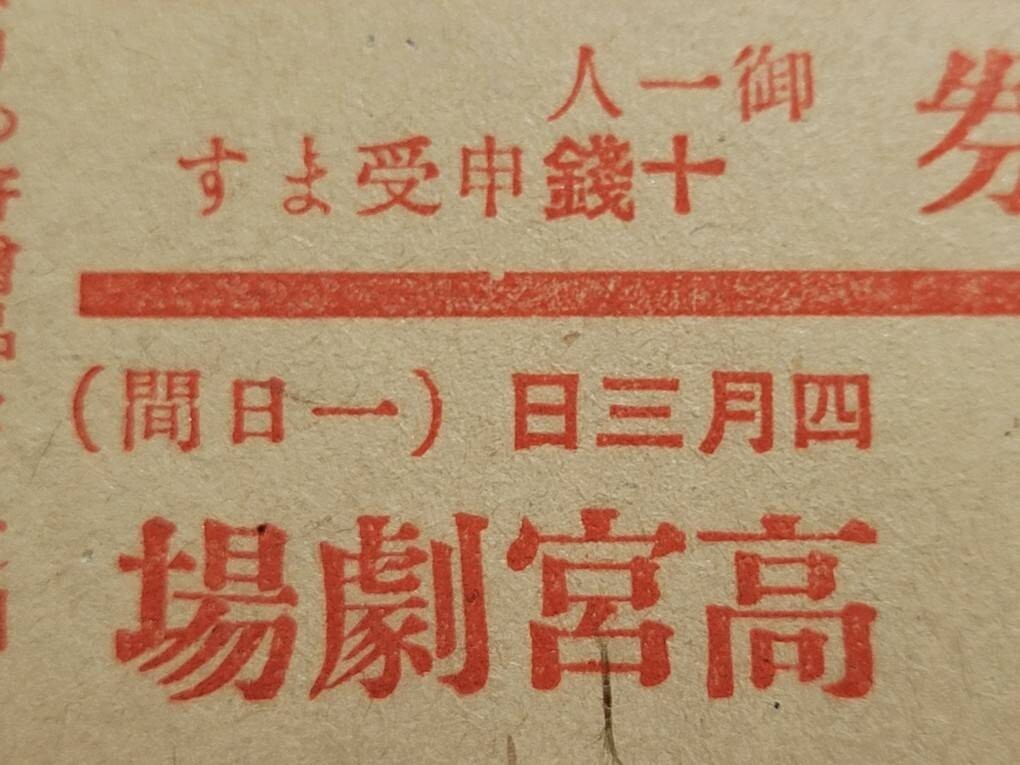 券
御一人
十錢申受ます
四月三日(一日間)
高宮劇場